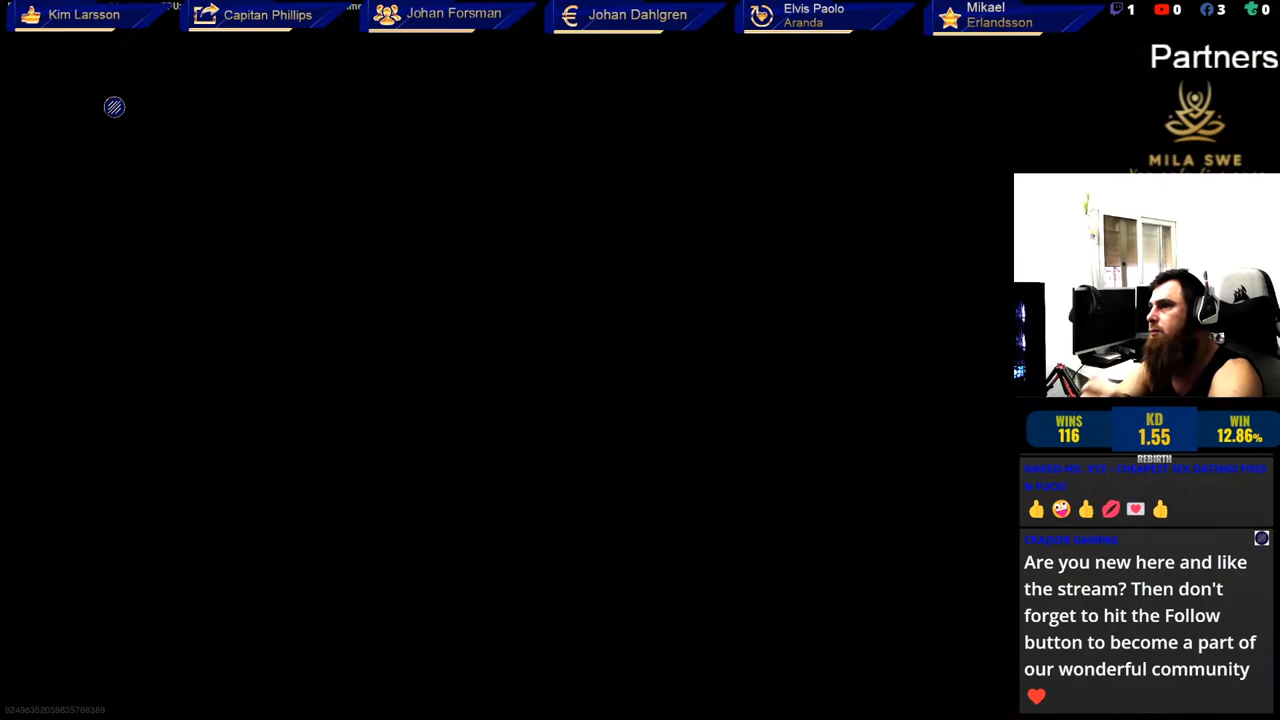 Kim Larsson
Capitan Phillips
Johan Forsman
Johan Dahlgren
Elvis Paolo
Aranda
Mikael
Erlandsson
1
0
3
0
Partners
MILA SWE
WINS
116
KD
1.55
WIN
12.86%
REBIRTH
Are you new here and like
the stream? Then don't
forget to hit the Follow
button to become a part of
our wonderful community
92498352059835788389